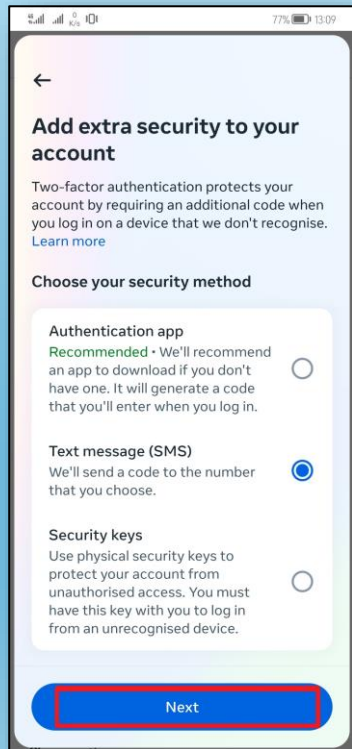 77% 13:09
Add extra security to your
account
Two-factor authentication protects your
account by requiring an additional code when
you log in on a device that we don't recognise.
Learn more
Choose your security method
Authentication app
Recommended • We'll recommend
an app to download if you don't
have one. It will generate a code
that you'll enter when you log in.
Text message (SMS)
We'll send a code to the number
that you choose.
Security keys
Use physical security keys to
protect your account from
unauthorised access. You must
have this key with you to log in
from an unrecognised device.
Next